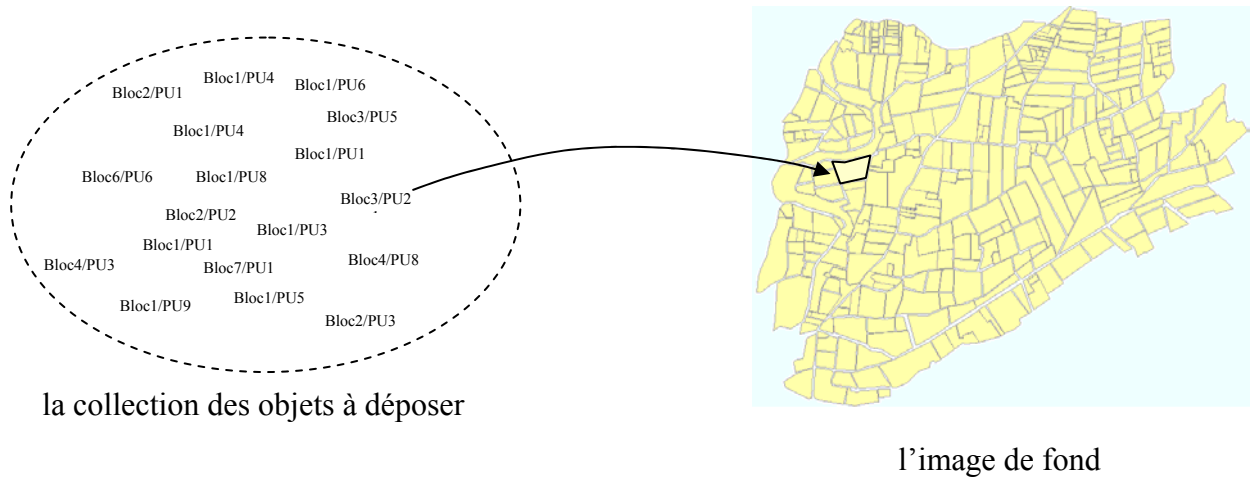 Bloc2/PU1
Bloc1/PU4
Bloc1/PU6
Bloc3/PU5
Bloc1/PU4
Bloc1/PU1
Bloc6/PU6
Bloc1/PU8
Bloc3/PU2
Bloc2/PU2
Bloc1/PU3
Bloc1/PU1
Bloc4/PU3
Bloc7/PU1
Bloc4/PU8
Bloc1/PU9
Bloc1/PU5
Bloc2/PU3
la collection des objets à déposer
l’image de fond